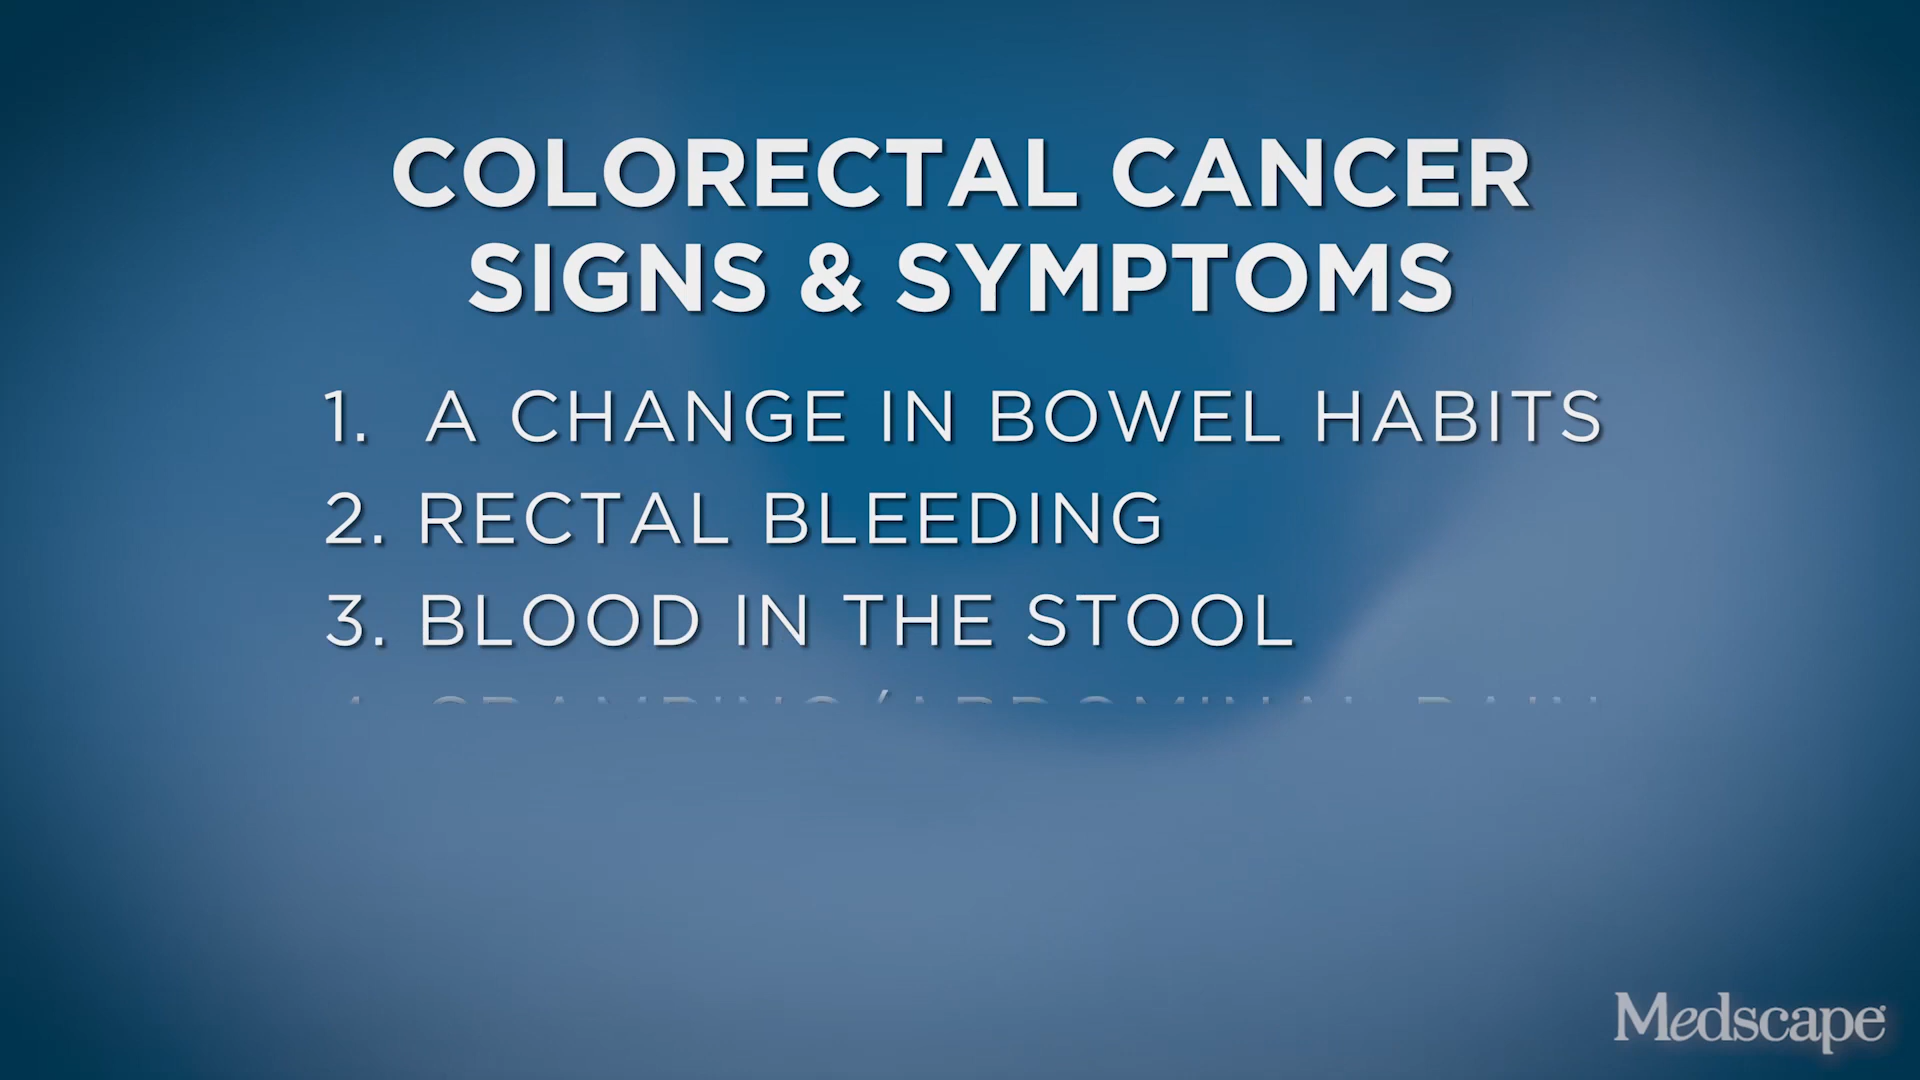 COLORECTAL CANCER
SIGNS & SYMPTOMS
1. A CHANGE IN BOWEL HABITS
2. RECTAL BLEEDING
3. BLOOD IN THE STOOL
Medscape